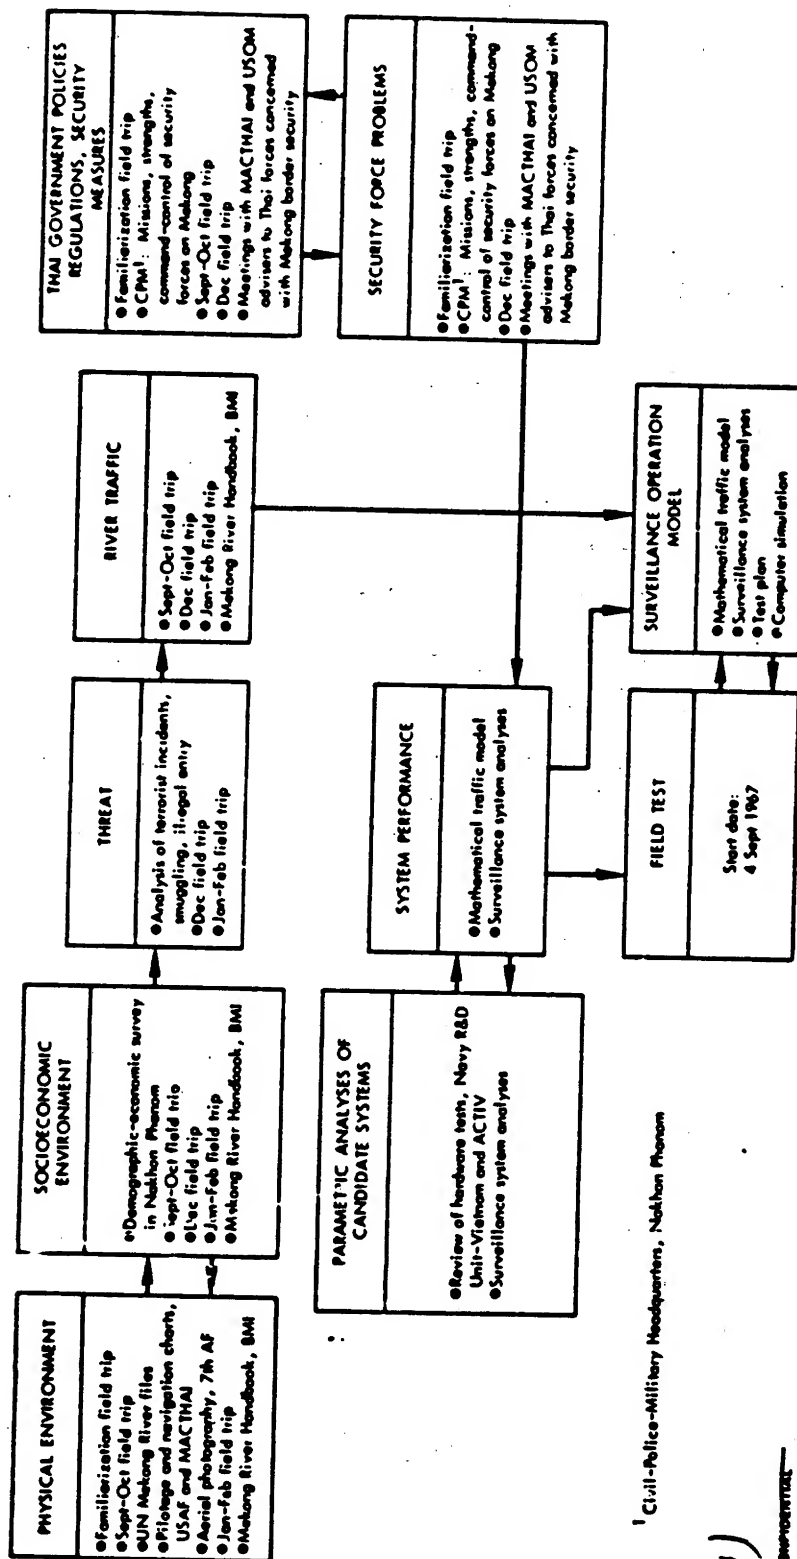 PHYSICAL ENVIRONMENT
●Familiarization field trip
●Sept-Oct field trip
●UN Mekong River files
●Pilotage and navigation charts,
USAF and MACTHAI
●Aerial photography, 7th AF
●Jan-Feb field trip
●Mekong River Handbook, BMI
SOCIOECONOMIC
ENVIRONMENT
●Demographic-economic survey
in Nakhon Phanom
●Sept-Oct field trip
●Dec field trip
●Jan-Feb field trip
●Mekong River Handbook, BMI
THREAT
●Analysis of terrorist incidents,
smuggling, illegal entry
●Dec field trip
●Jan-Feb field trip
RIVER TRAFFIC
●Sept-Oct field trip
●Dec field trip
●Jan-Feb field trip
●Mekong River Handbook, BMI
THAI GOVERNMENT POLICIES
REGULATIONS, SECURITY
MEASURES
●Familiarization field trip
●CPM¹: Missions, strengths,
command-control of security
forces on Mekong
●Sept-Oct field trip
●Dec field trip
●Meetings with MACTHAI and USOM
advisers to Thai forces concerned
with Mekong border security
PARAMETRIC ANALYSES OF
CANDIDATE SYSTEMS
●Review of hardware tests, Navy R&D
Unit-Vietnam and ACTIV
●Surveillance system analyses
SYSTEM PERFORMANCE
●Mathematical traffic model
●Surveillance system analyses
SECURITY FORCE PROBLEMS
●Familiarization field trip
●CPM¹: Missions, strengths, command-
control of security forces on Mekong
●Dec field trip
●Meetings with MACTHAI and USOM
advisers to Thai forces concerned with
Mekong border security
FIELD TEST
Start date:
4 Sept 1967
SURVEILLANCE OPERATION
MODEL
●Mathematical traffic model
●Surveillance system analyses
●Test plan
●Computer simulation
¹Civil-Police-Military Headquarters, Nakhon Phanom
CONFIDENTIAL